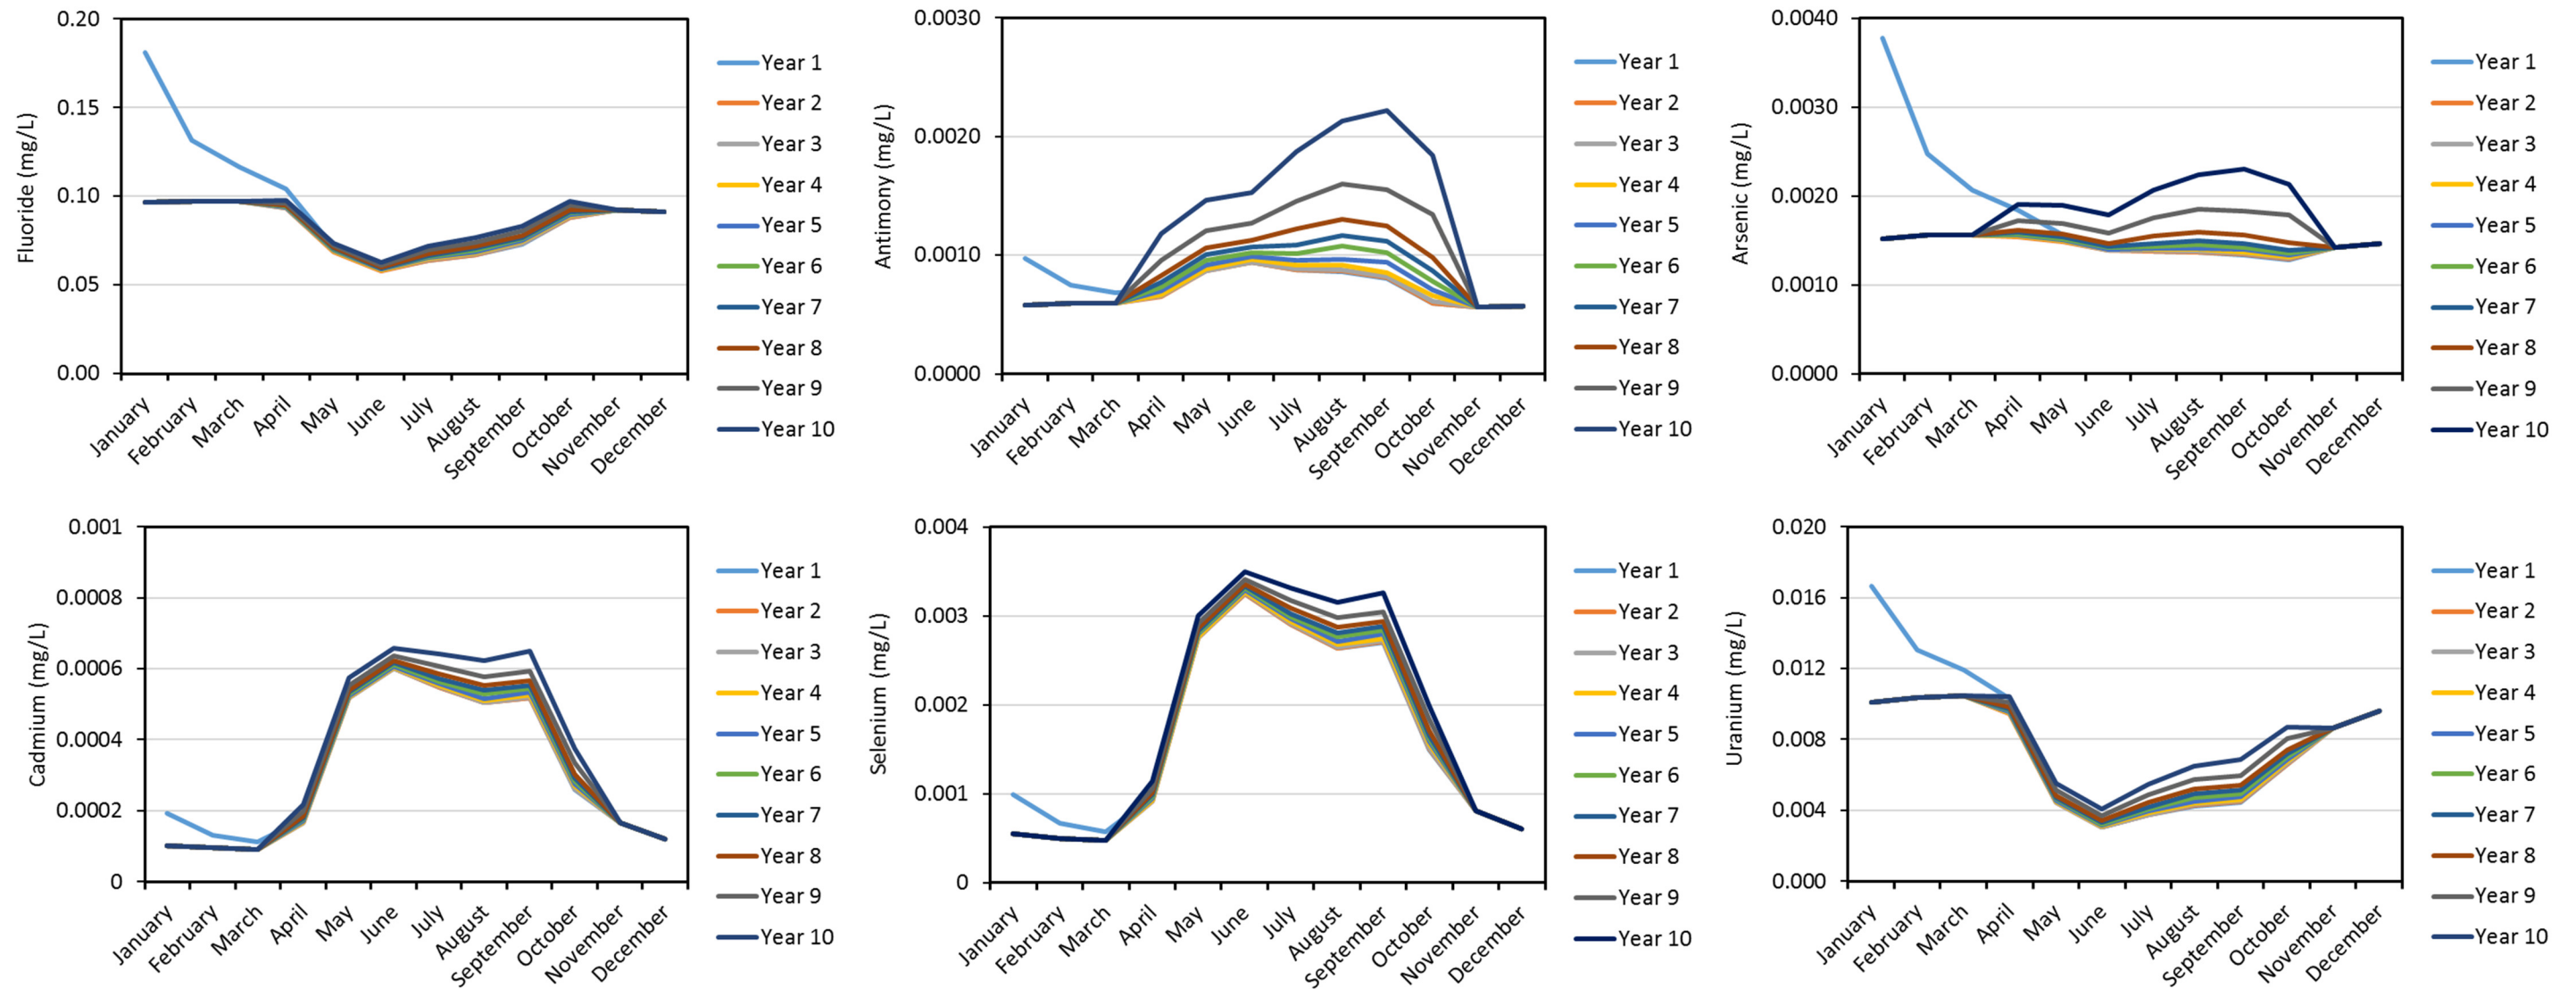 Fluoride (mg/L)
0.20
0.15
0.10
0.05
0.00
January
February
March
April
May
June
July
August
September
October
November
December
Year 1
Year 2
Year 3
Year 4
Year 5
Year 6
Year 7
Year 8
Year 9
Year 10
Antimony (mg/L)
0.0030
0.0020
0.0010
0.0000
January
February
March
April
May
June
July
August
September
October
November
December
Year 1
Year 2
Year 3
Year 4
Year 5
Year 6
Year 7
Year 8
Year 9
Year 10
Arsenic (mg/L)
0.0040
0.0030
0.0020
0.0010
0.0000
January
February
March
April
May
June
July
August
September
October
November
December
Year 1
Year 2
Year 3
Year 4
Year 5
Year 6
Year 7
Year 8
Year 9
Year 10
Cadmium (mg/L)
0.001
0.0008
0.0006
0.0004
0.0002
0
January
February
March
April
May
June
July
August
September
October
November
December
Year 1
Year 2
Year 3
Year 4
Year 5
Year 6
Year 7
Year 8
Year 9
Year 10
Selenium (mg/L)
0.004
0.003
0.002
0.001
0
January
February
March
April
May
June
July
August
September
October
November
December
Year 1
Year 2
Year 3
Year 4
Year 5
Year 6
Year 7
Year 8
Year 9
Year 10
Uranium (mg/L)
0.020
0.016
0.012
0.008
0.004
0.000
January
February
March
April
May
June
July
August
September
October
November
December
Year 1
Year 2
Year 3
Year 4
Year 5
Year 6
Year 7
Year 8
Year 9
Year 10